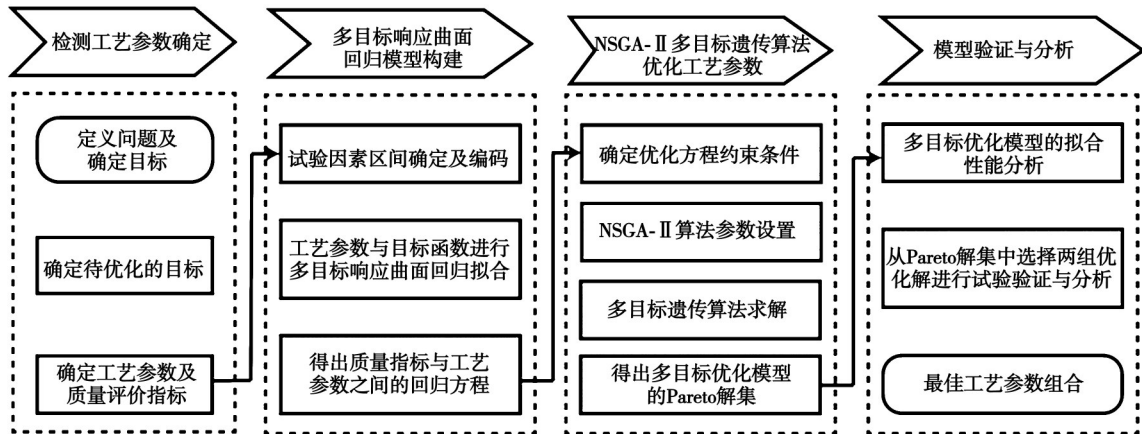 检测工艺参数确定
多目标响应曲面
回归模型构建
NSGA-Ⅱ多目标遗传算法
优化工艺参数
模型验证与分析
定义问题及
确定目标
确定待优化的目标
确定工艺参数及
质量评价指标
试验因素区间确定及编码
工艺参数与目标函数进行
多目标响应曲面回归拟合
得出质量指标与工艺
参数之间的回归方程
确定优化方程约束条件
NSGA-Ⅱ算法参数设置
多目标遗传算法求解
得出多目标优化模型
的Pareto解集
多目标优化模型的拟合
性能分析
从Pareto解集中选择两组优
化解进行试验验证与分析
最佳工艺参数组合